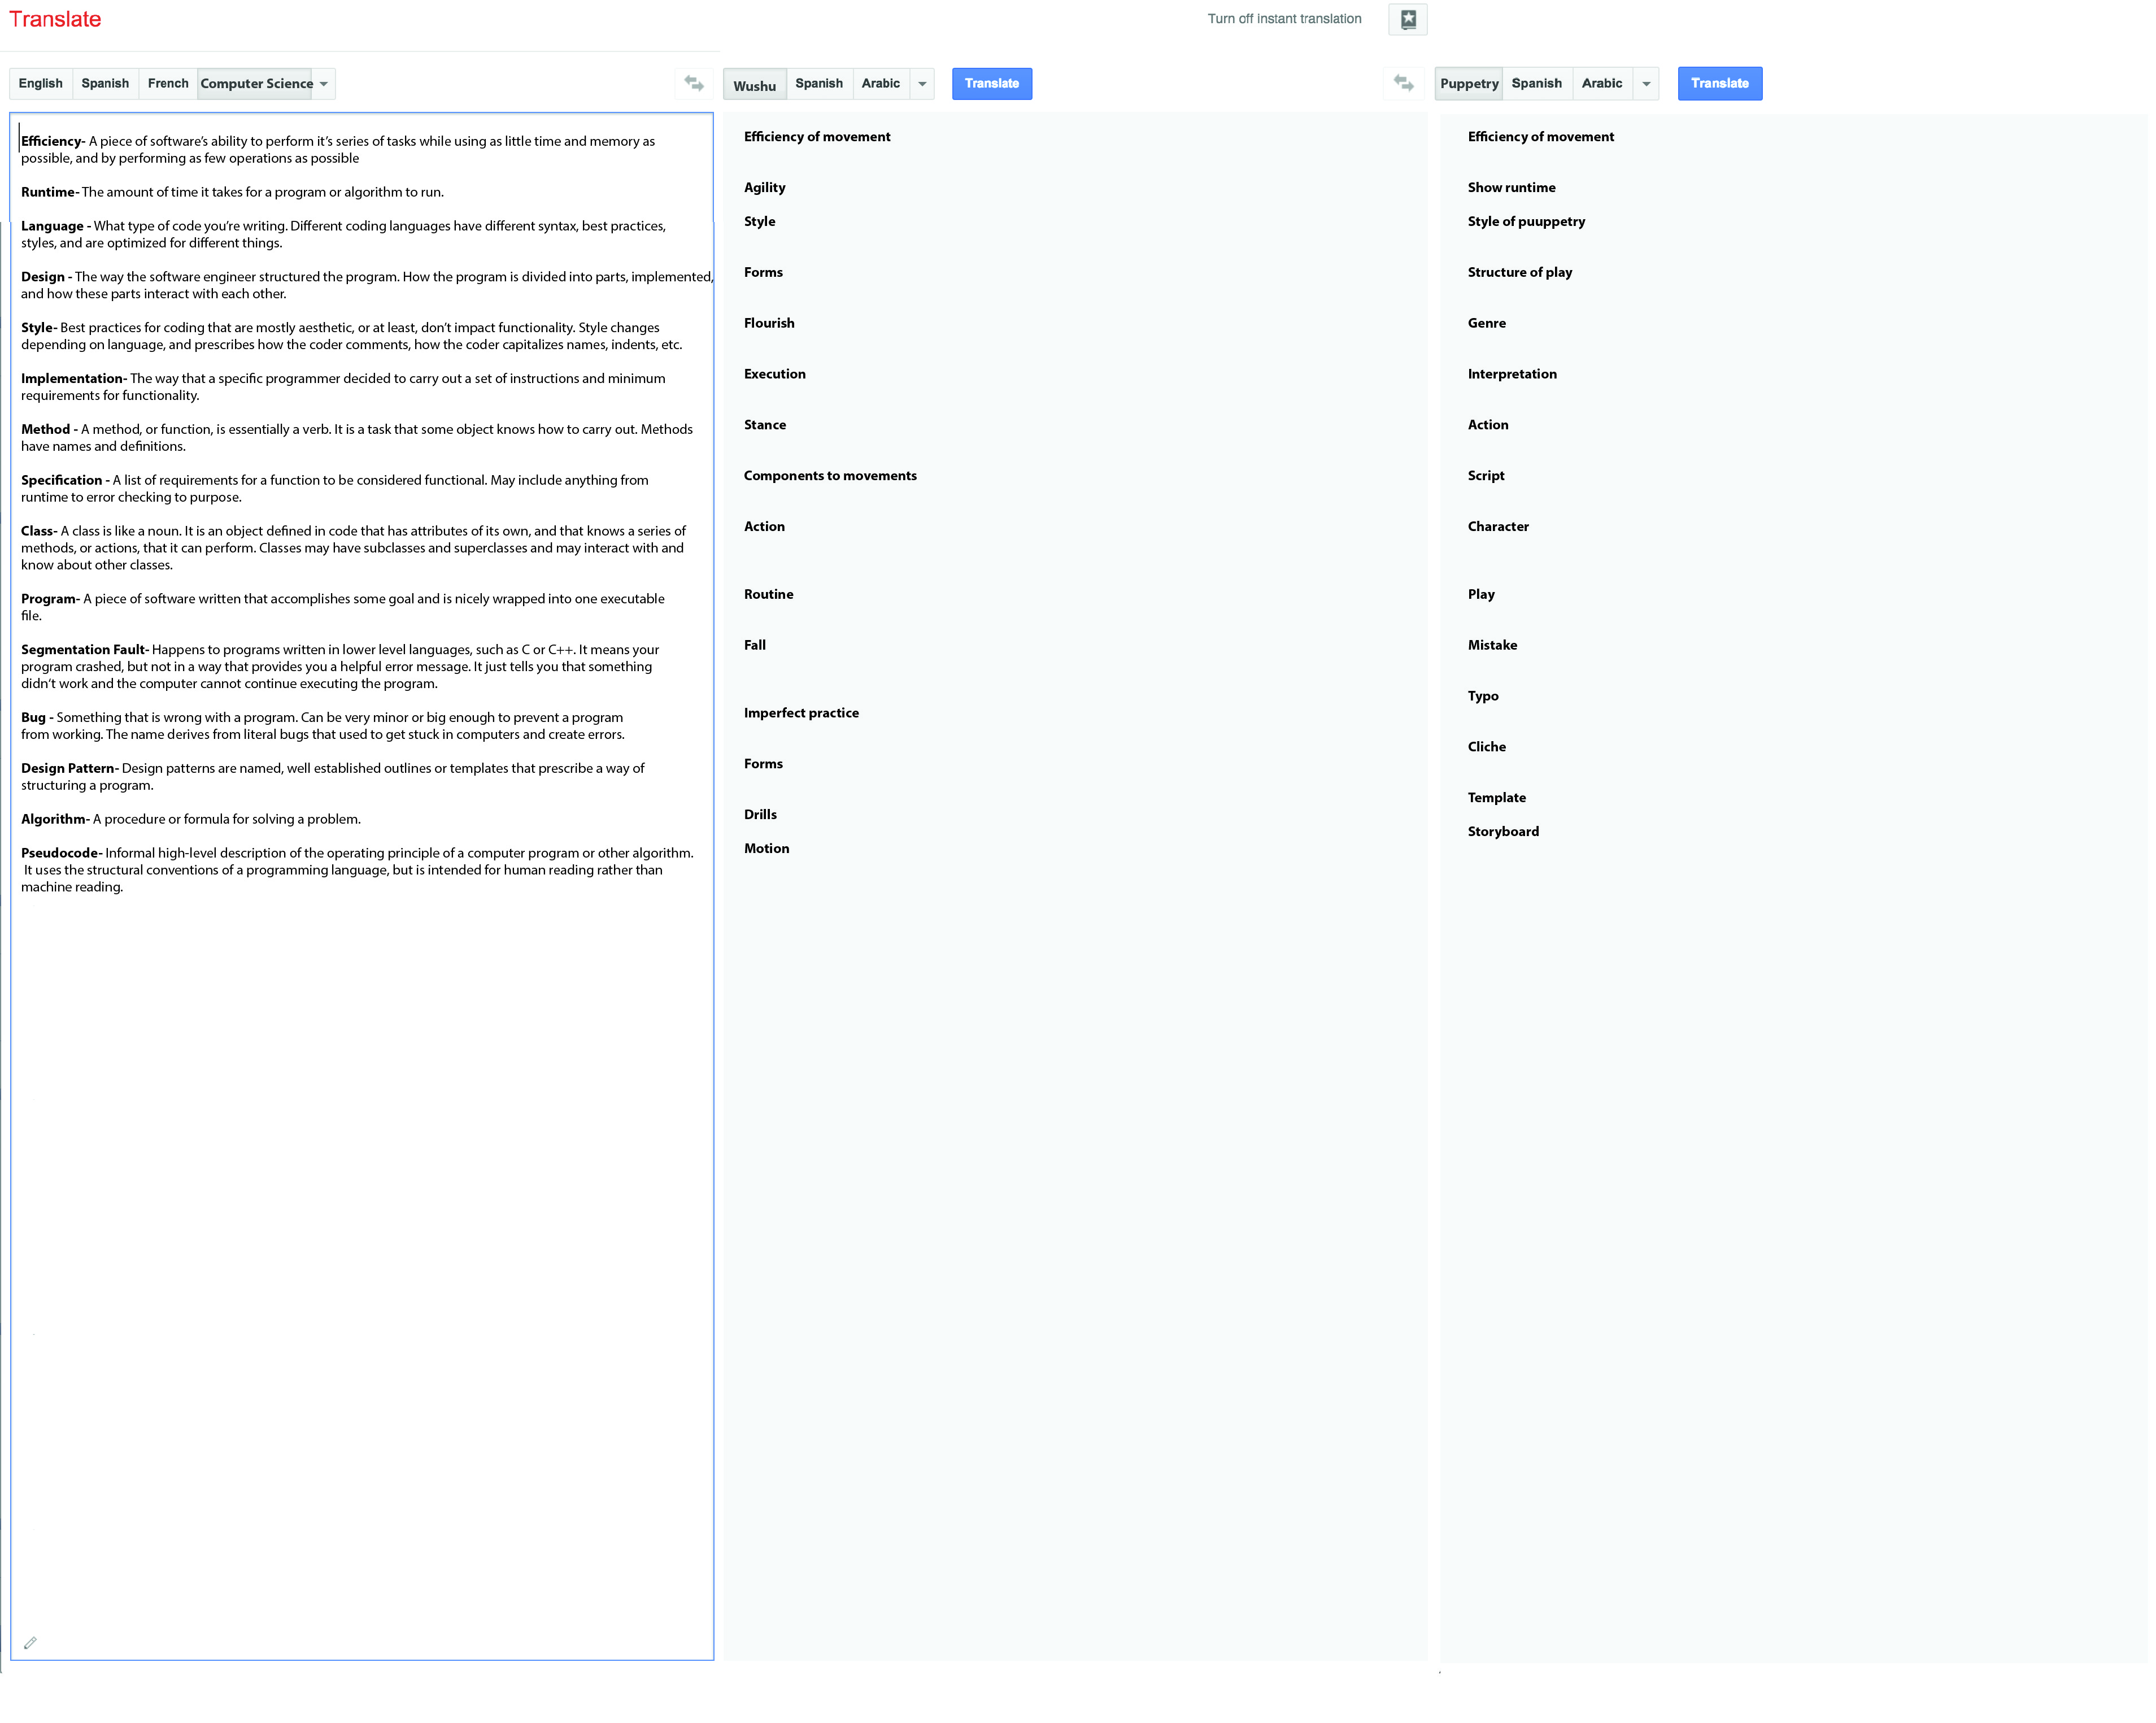 Translate
Turn off instant translation
English Spanish French Computer Science
Wushu Spanish Arabic Translate
Puppetry Spanish Arabic Translate
Efficiency- A piece of software’s ability to perform it’s series of tasks while using as little time and memory as
possible, and by performing as few operations as possible
Runtime- The amount of time it takes for a program or algorithm to run.
Language - What type of code you’re writing. Different coding languages have different syntax, best practices,
styles, and are optimized for different things.
Design - The way the software engineer structured the program. How the program is divided into parts, implemented,
and how these parts interact with each other.
Style- Best practices for coding that are mostly aesthetic, or at least, don’t impact functionality. Style changes
depending on language, and prescribes how the coder comments, how the coder capitalizes names, indents, etc.
Implementation- The way that a specific programmer decided to carry out a set of instructions and minimum
requirements for functionality.
Method - A method, or function, is essentially a verb. It is a task that some object knows how to carry out. Methods
have names and definitions.
Specification - A list of requirements for a function to be considered functional. May include anything from
runtime to error checking to purpose.
Class- A class is like a noun. It is an object defined in code that has attributes of its own, and that knows a series of
methods, or actions, that it can perform. Classes may have subclasses and superclasses and may interact with and
know about other classes.
Program- A piece of software written that accomplishes some goal and is nicely wrapped into one executable
file.
Segmentation Fault- Happens to programs written in lower level languages, such as C or C++. It means your
program crashed, but not in a way that provides you a helpful error message. It just tells you that something
didn’t work and the computer cannot continue executing the program.
Bug - Something that is wrong with a program. Can be very minor or big enough to prevent a program
from working. The name derives from literal bugs that used to get stuck in computers and create errors.
Design Pattern- Design patterns are named, well established outlines or templates that prescribe a way of
structuring a program.
Algorithm- A procedure or formula for solving a problem.
Pseudocode- Informal high-level description of the operating principle of a computer program or other algorithm.
It uses the structural conventions of a programming language, but is intended for human reading rather than
machine reading.
Efficiency of movement
Agility
Style
Forms
Flourish
Execution
Stance
Components to movements
Action
Routine
Fall
Imperfect practice
Forms
Drills
Motion
Efficiency of movement
Show runtime
Style of puuppetry
Structure of play
Genre
Interpretation
Action
Script
Character
Play
Mistake
Typo
Cliche
Template
Storyboard